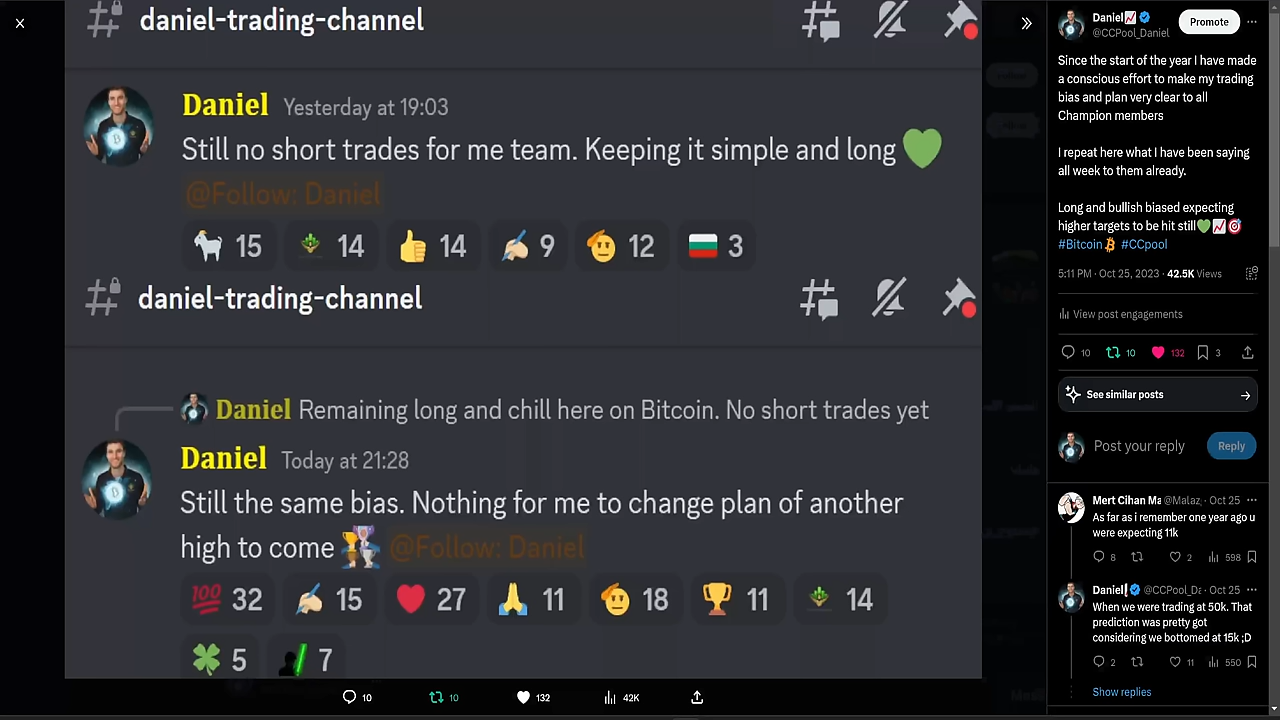 daniel-trading-channel
Daniel Yesterday at 19:03
Still no short trades for me team. Keeping it simple and long 💚
@Follow: Daniel
🐐 15 14 👍 14 ✍🏻 9 🫡 12 🇧🇬 3
daniel-trading-channel
Daniel Remaining long and chill here on Bitcoin. No short trades yet
Daniel Today at 21:28
Still the same bias. Nothing for me to change plan of another
high to come @Follow: Daniel
💯 32 ✍🏻 15 ❤️ 27 🙏 11 🫡 18 🏆 11 14
🍀 5 7
10 10 132 42K
Daniel📈
@CCPool_Daniel
Promote
Since the start of the year I have made
a conscious effort to make my trading
bias and plan very clear to all
Champion members
I repeat here what I have been saying
all week to them already.
Long and bullish biased expecting
higher targets to be hit still💚📈🎯
#Bitcoin #CCpool
5:11 PM · Oct 25, 2023 · 42.5K Views
View post engagements
10 10 132 3
See similar posts
Post your reply
Reply
Mert Cihan Ma @Malaz · Oct 25
As far as i remember one year ago u
were expecting 11k
8 2 598
Daniel @CCPool_Da · Oct 25
When we were trading at 50k. That
prediction was pretty got
considering we bottomed at 15k ;D
2 11 550
Show replies